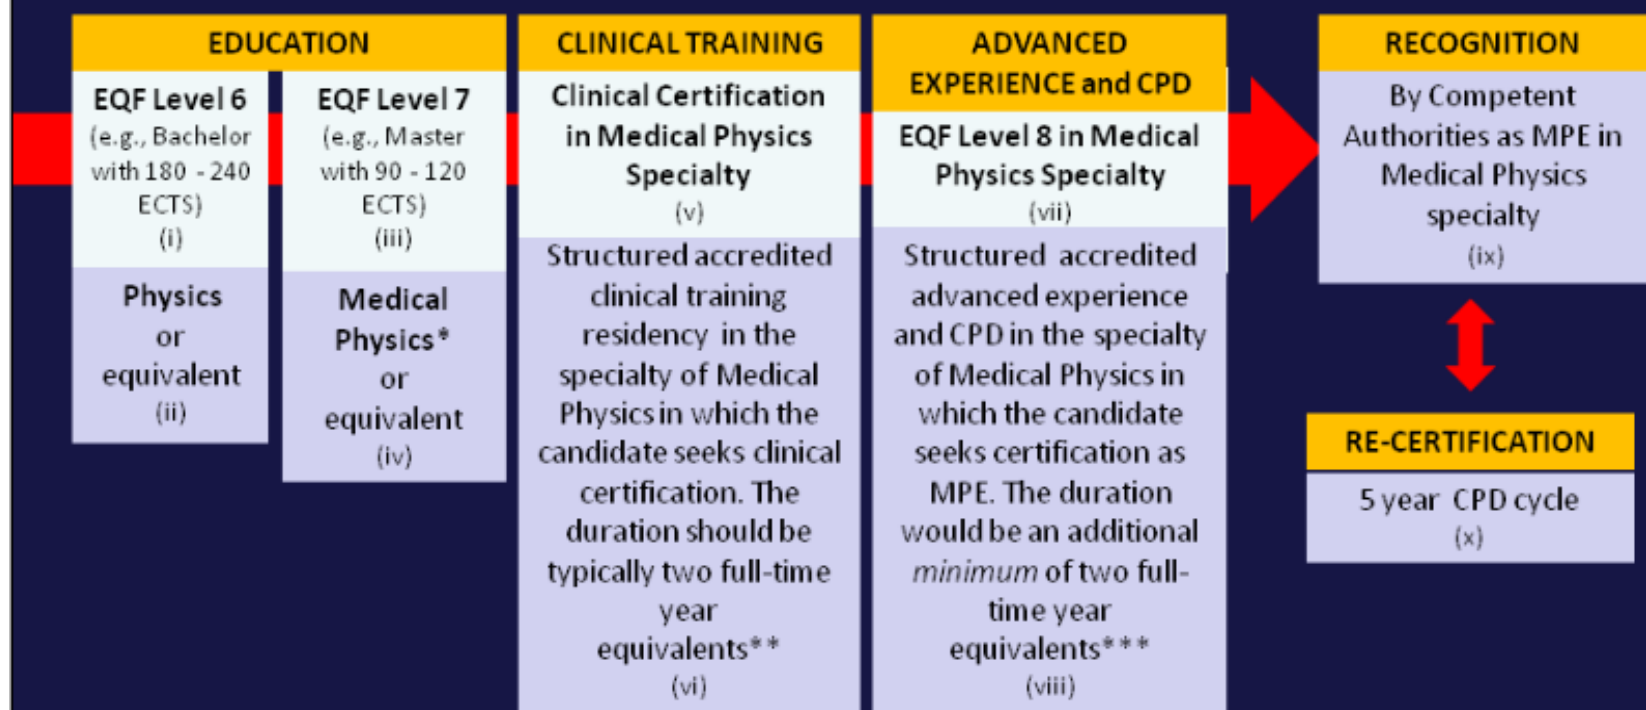 EDUCATION
EQF Level 6
(e.g., Bachelor
with 180 - 240
ECTS)
(i)
Physics
or
equivalent
(ii)
EQF Level 7
(e.g., Master
with 90 - 120
ECTS)
(iii)
Medical
Physics*
or
equivalent
(iv)
CLINICAL TRAINING
Clinical Certification
in Medical Physics
Specialty
(v)
Structured accredited
clinical training
residency in the
specialty of Medical
Physics in which the
candidate seeks clinical
certification. The
duration should be
typically two full-time
year
equivalents**
(vi)
ADVANCED
EXPERIENCE and CPD
EQF Level 8 in Medical
Physics Specialty
(vii)
Structured accredited
advanced experience
and CPD in the specialty
of Medical Physics in
which the candidate
seeks certification as
MPE. The duration
would be an additional
minimum of two full-
time year
equivalents***
(viii)
RECOGNITION
By Competent
Authorities as MPE in
Medical Physics
specialty
(ix)
RE-CERTIFICATION
5 year CPD cycle
(x)